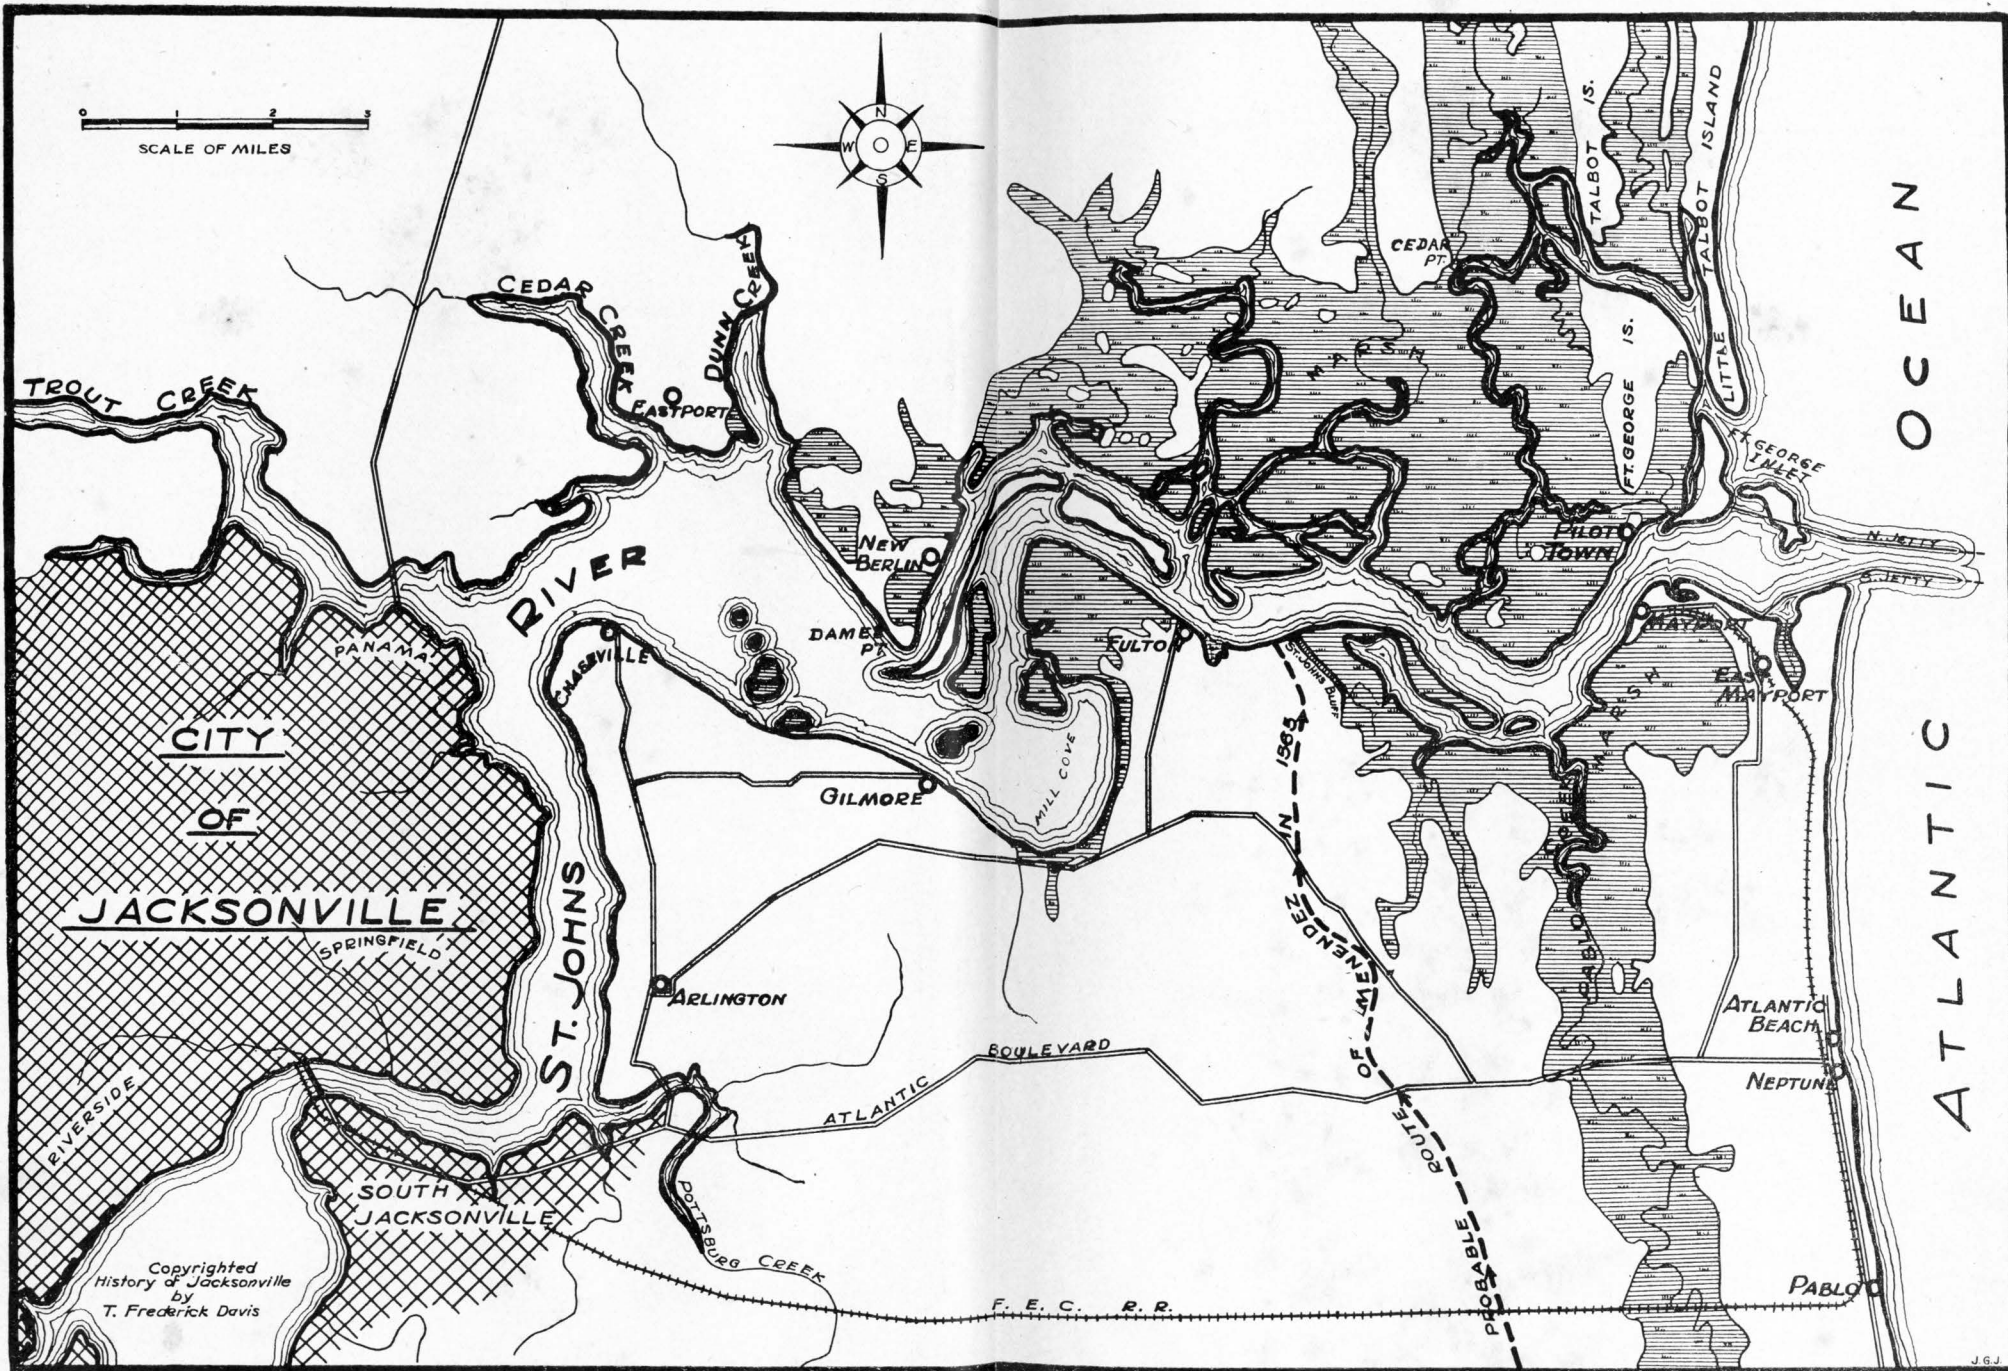 0 1 2 3
SCALE OF MILES
N
W E
S
TALBOT IS.
LITTLE TALBOT ISLAND
ATLANTIC OCEAN
CEDAR
PT.
CEDAR CREEK
DUNN CREEK
TROUT CREEK
EASTPORT
MARSH
FT. GEORGE IS.
FT. GEORGE
INLET
N. JETTY
S. JETTY
PILOT
TOWN
NEW
BERLIN
ST. JOHNS RIVER
DAMES
PT.
FULTON
MAYPORT
EAST
MAYPORT
PANAMA
CHASEVILLE
ST. JOHNS BLUFF
MARSH
CITY
OF
JACKSONVILLE
SPRINGFIELD
GILMORE
MILL COVE
PABLO CREEK
PROBABLE ROUTE OF MENENDEZ IN 1565
ARLINGTON
ATLANTIC
BEACH
NEPTUNE
ATLANTIC BOULEVARD
RIVERSIDE
SOUTH
JACKSONVILLE
POTTSBURG CREEK
PABLO
F. E. C. R. R.
Copyrighted
History of Jacksonville
by
T. Frederick Davis
J.G.J.